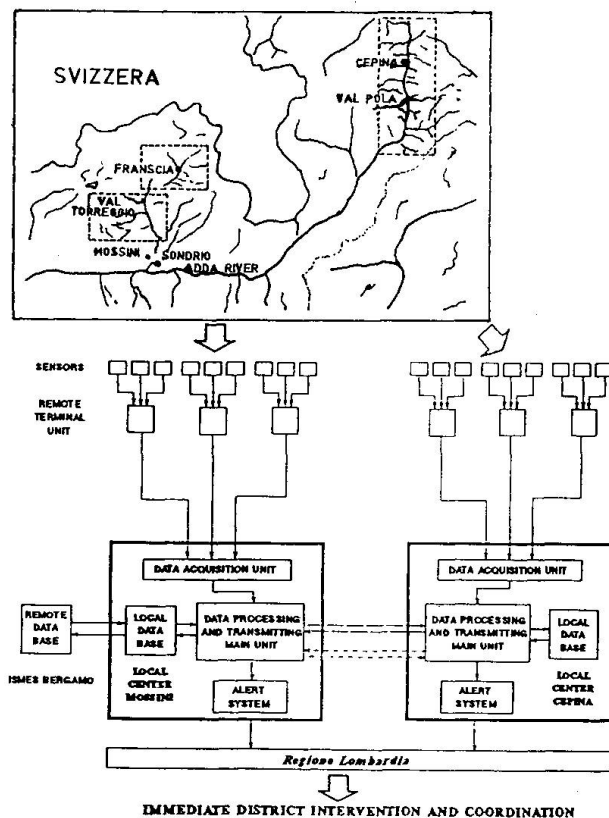 SVIZZERA
CEPINA
VAL POLA
FRANSCIA
VAL
TORREGGIO
MOSSINI
SONDRIO
ADDA RIVER
SENSORS
REMOTE
TERMINAL
UNIT
DATA ACQUISITION UNIT
DATA ACQUISITION UNIT
REMOTE
DATA
BASE
LOCAL
DATA
BASE
DATA PROCESSING
AND TRANSMITTING
MAIN UNIT
DATA PROCESSING
AND TRANSMITTING
MAIN UNIT
LOCAL
DATA
BASE
ISMES BERGAMO
LOCAL
CENTER
MOSSINI
ALERT
SYSTEM
ALERT
SYSTEM
LOCAL
CENTER
CEPINA
Regione Lombardia
IMMEDIATE DISTRICT INTERVENTION AND COORDINATION